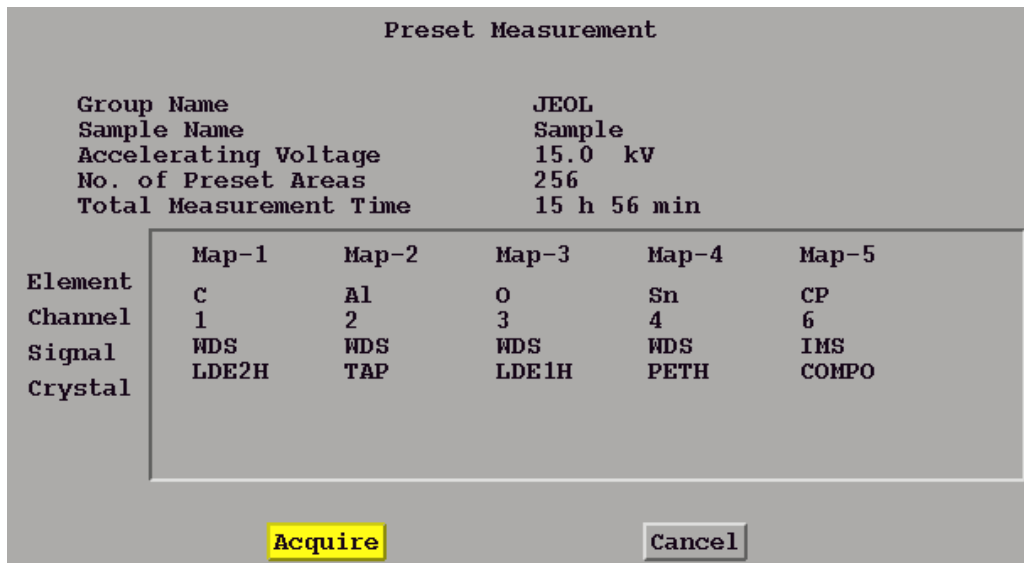 Preset Measurement
Group Name JEOL
Sample Name Sample
Accelerating Voltage 15.0 kV
No. of Preset Areas 256
Total Measurement Time 15 h 56 min
Map-1 Map-2 Map-3 Map-4 Map-5
Element C Al O Sn CP
Channel 1 2 3 4 6
Signal WDS WDS WDS WDS IMS
Crystal LDE2H TAP LDE1H PETH COMPO
Acquire Cancel